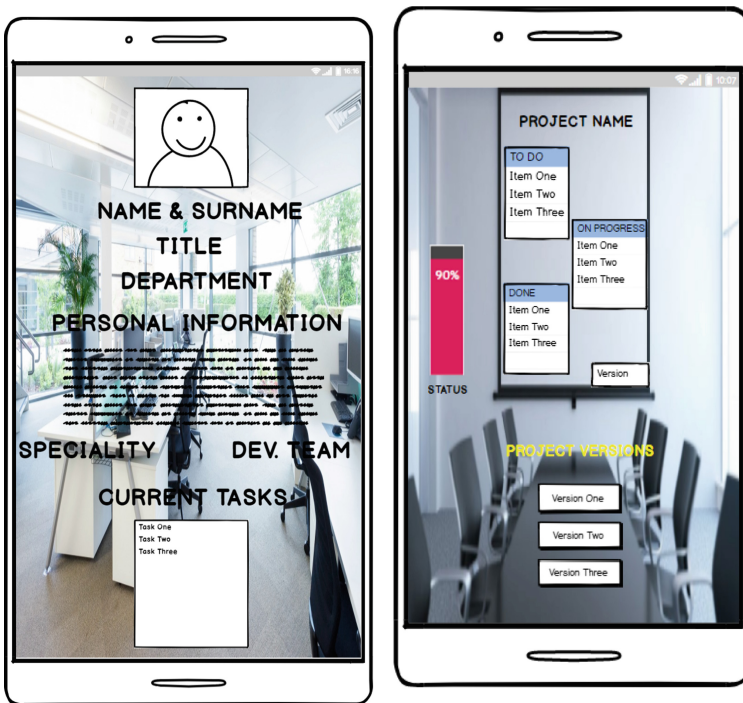 10:10
NAME & SURNAME
TITLE
DEPARTMENT
PERSONAL INFORMATION
SPECIALITY
DEV. TEAM
CURRENT TASKS
Task One
Task Two
Task Three
10:07
PROJECT NAME
TO DO
Item One
Item Two
Item Three
ON PROGRESS
Item One
Item Two
Item Three
90%
DONE
Item One
Item Two
Item Three
Version
STATUS
PROJECT VERSIONS
Version One
Version Two
Version Three